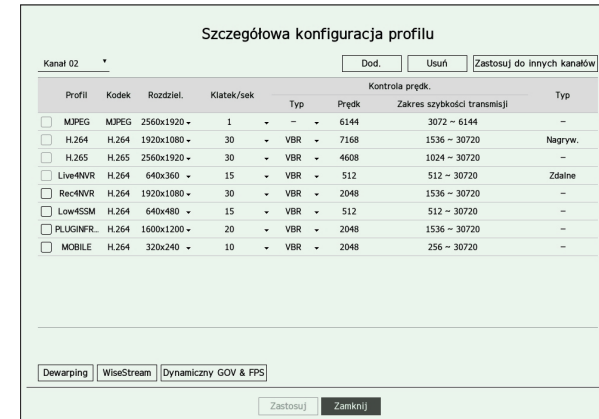 Szczegółowa konfiguracja profilu
Kanał 02 Dod. Usuń Zastosuj do innych kanałów
Profil Kodek Rozdziel. Klatek/sek Kontrola prędk. Typ
Typ Prędk Zakres szybkości transmisji
MJPEG MJPEG 2560x1920 1 – 6144 3072 ~ 6144 –
H.264 H.264 1920x1080 30 VBR 7168 1536 ~ 30720 Nagryw.
H.265 H.265 2560x1920 30 VBR 4608 1024 ~ 30720 –
Live4NVR H.264 640x360 15 VBR 512 512 ~ 30720 Zdalne
Rec4NVR H.264 1920x1080 30 VBR 2048 1536 ~ 30720 –
Low4SSM H.264 640x480 15 VBR 512 512 ~ 30720 –
PLUGINFR... H.264 1600x1200 20 VBR 2048 1536 ~ 30720 –
MOBILE H.264 320x240 10 VBR 2048 256 ~ 30720 –
Dewarping WiseStream Dynamiczny GOV & FPS
Zastosuj Zamknij